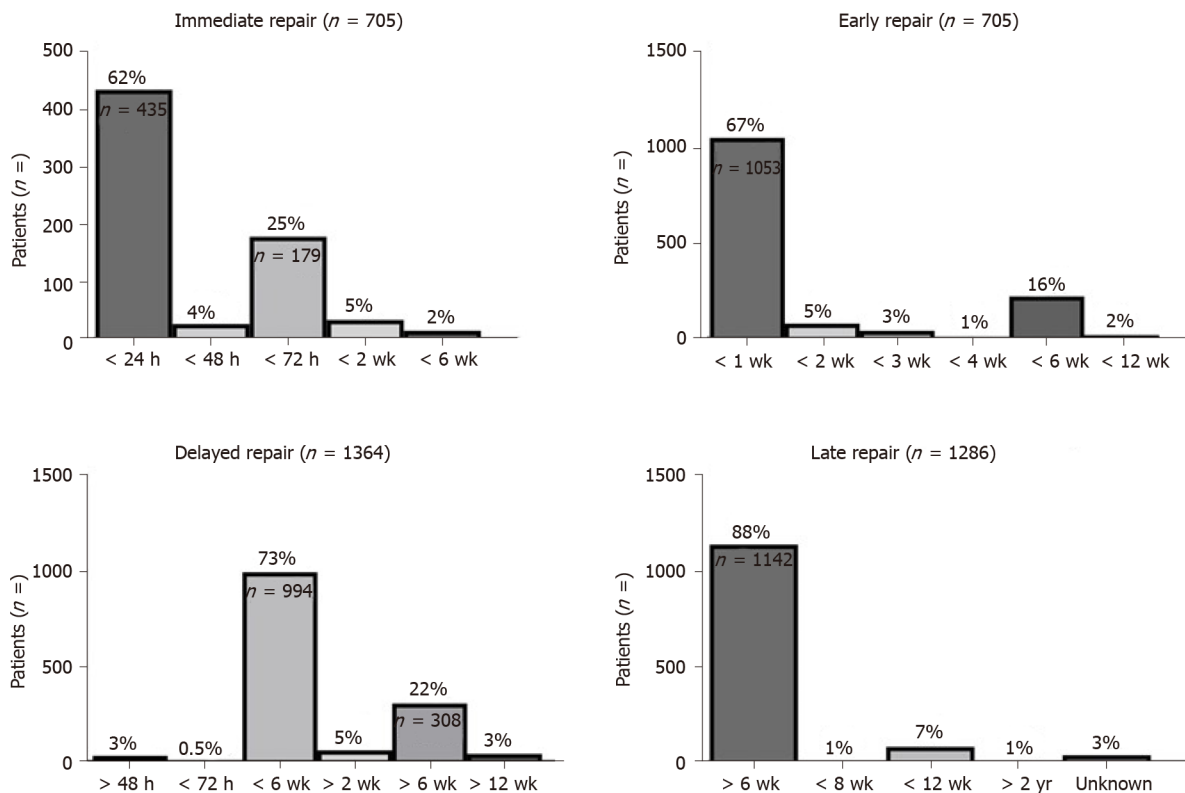 Immediate repair (n = 705)
500
400
300
200
100
0
Patients (n =)
62%
n = 435
4%
25%
n = 179
5%
2%
< 24 h < 48 h < 72 h < 2 wk < 6 wk
Early repair (n = 705)
1500
1000
500
0
Patients (n =)
67%
n = 1053
5%
3%
1%
16%
2%
< 1 wk < 2 wk < 3 wk < 4 wk < 6 wk < 12 wk
Delayed repair (n = 1364)
1500
1000
500
0
Patients (n =)
3%
0.5%
73%
n = 994
5%
22%
n = 308
3%
> 48 h < 72 h < 6 wk > 2 wk > 6 wk > 12 wk
Late repair (n = 1286)
1500
1000
500
0
Patients (n =)
88%
n = 1142
1%
7%
1%
3%
> 6 wk < 8 wk < 12 wk > 2 yr Unknown